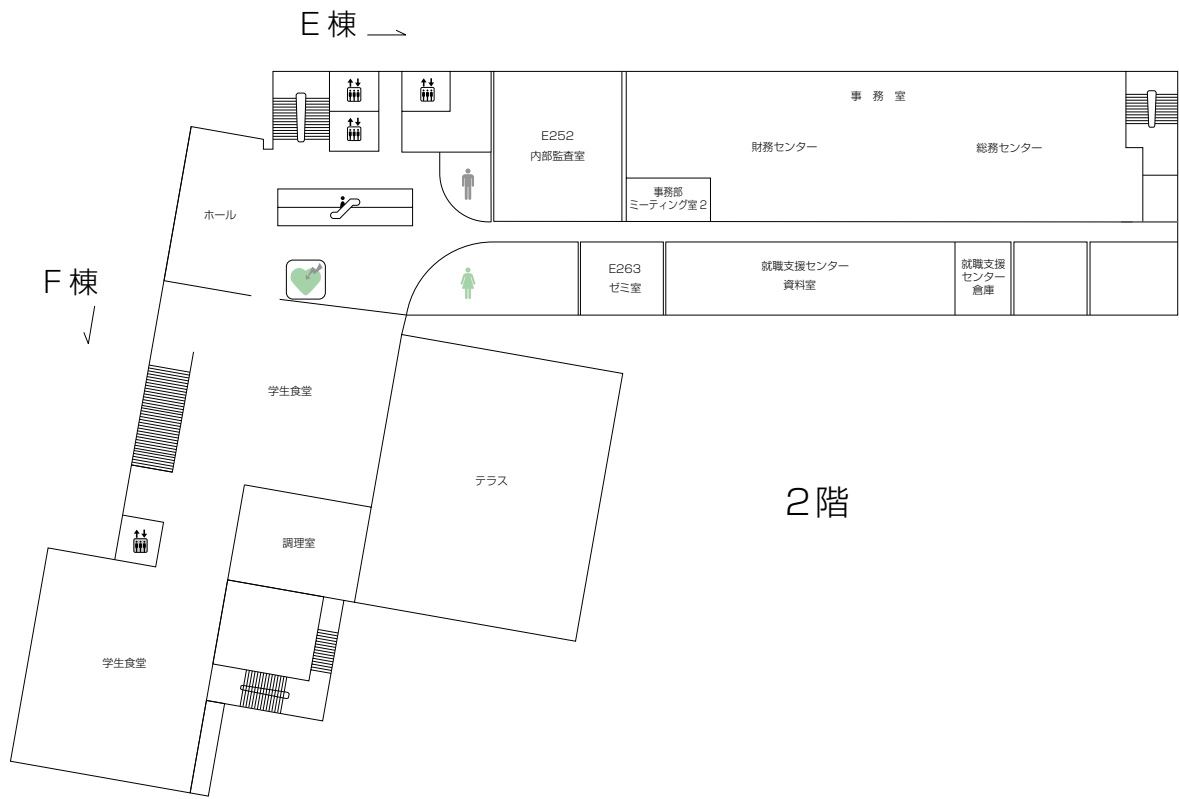 E棟
事 務 室
E252
内部監査室
財務センター
総務センター
事務部
ミーティング室2
ホール
F棟
E263
ゼミ室
就職支援センター
資料室
就職支援
センター
倉庫
学生食堂
テラス
2階
調理室
学生食堂